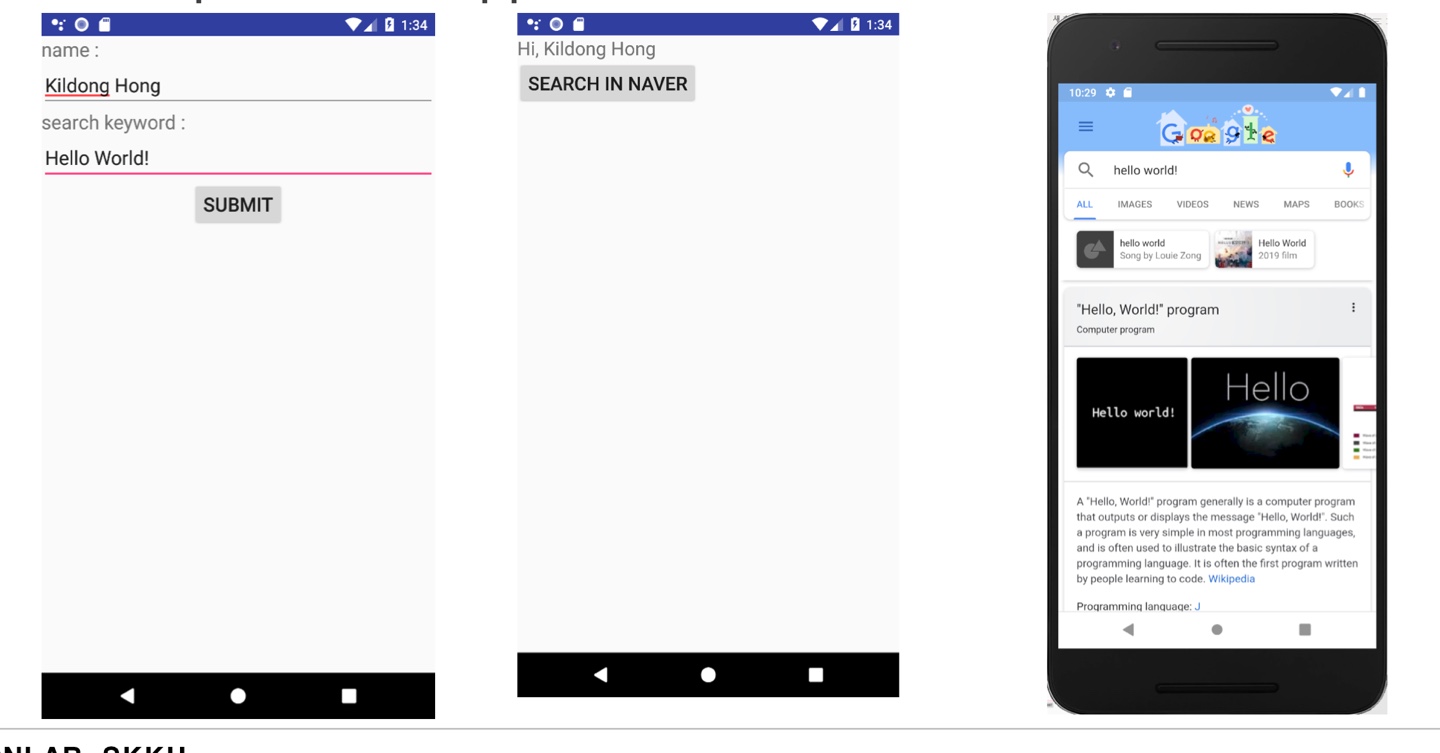 1:34
name :
Kildong Hong
search keyword :
Hello World!
SUBMIT
1:34
Hi, Kildong Hong
SEARCH IN NAVER
10:29
Google
hello world!
ALL IMAGES VIDEOS NEWS MAPS BOOKS
hello world
Song by Louie Zong
Hello World
2019 film
"Hello, World!" program
Computer program
Hello world!
Hello
A "Hello, World!" program generally is a computer program
that outputs or displays the message "Hello, World!". Such
a program is very simple in most programming languages,
and is often used to illustrate the basic syntax of a
programming language. It is often the first program written
by people learning to code. Wikipedia
Programming language: J